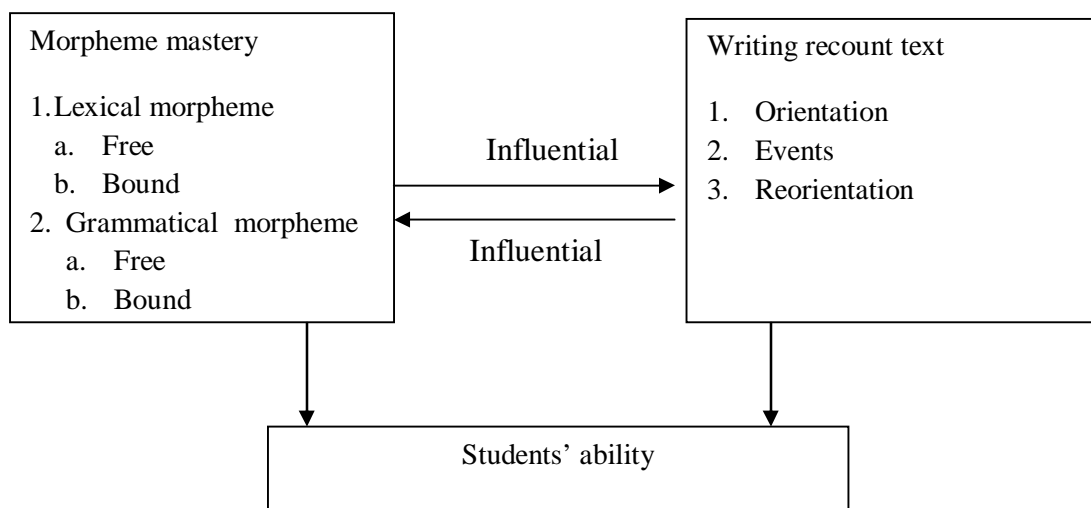 Morpheme mastery
1. Lexical morpheme
a. Free
b. Bound
2. Grammatical morpheme
a. Free
b. Bound
Influential
Influential
Writing recount text
1. Orientation
2. Events
3. Reorientation
Students’ ability